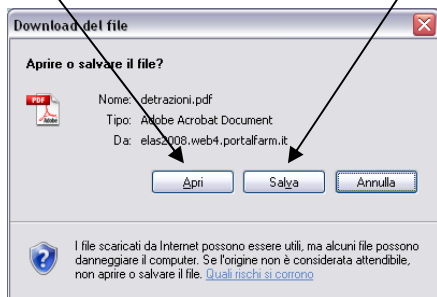 Download del file
Aprire o salvare il file?
PDF
Adobe
Nome: detrazioni.pdf
Tipo: Adobe Acrobat Document
Da: elas2008.web4.portalfarm.it
Apri Salva Annulla
I file scaricati da Internet possono essere utili, ma alcuni file possono
danneggiare il computer. Se l'origine non è considerata attendibile,
non aprire o salvare il file. Quali rischi si corrono